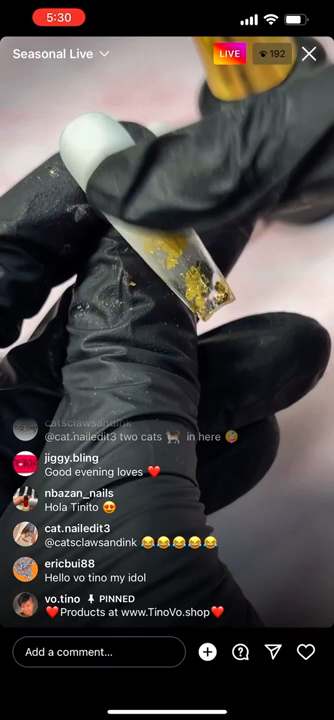 5:30
Seasonal Live
LIVE
192
catsclawsandink
@cat.nailedit3 two cats 🐈‍⬛ in here 🥰
jiggy.bling
Good evening loves ❤️
nbazan_nails
Hola Tinito 😍
cat.nailedit3
@catsclawsandink 😂😂😂😂😂
ericbui88
Hello vo tino my idol
vo.tino PINNED
❤️Products at www.TinoVo.shop❤️
Add a comment...